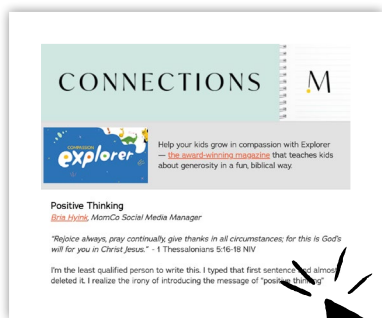 CONNECTIONS
.M
COMPASSION
explorer
Help your kids grow in compassion with Explorer
— the award-winning magazine that teaches kids
about generosity in a fun, biblical way.
Positive Thinking
Bria Hyink, MomCo Social Media Manager
"Rejoice always, pray continually, give thanks in all circumstances; for this is God's
will for you in Christ Jesus." - 1 Thessalonians 5:16-18 NIV
I'm the least qualified person to write this. I typed that first sentence and almost
deleted it. I realize the irony of introducing the message of "positive thinking"